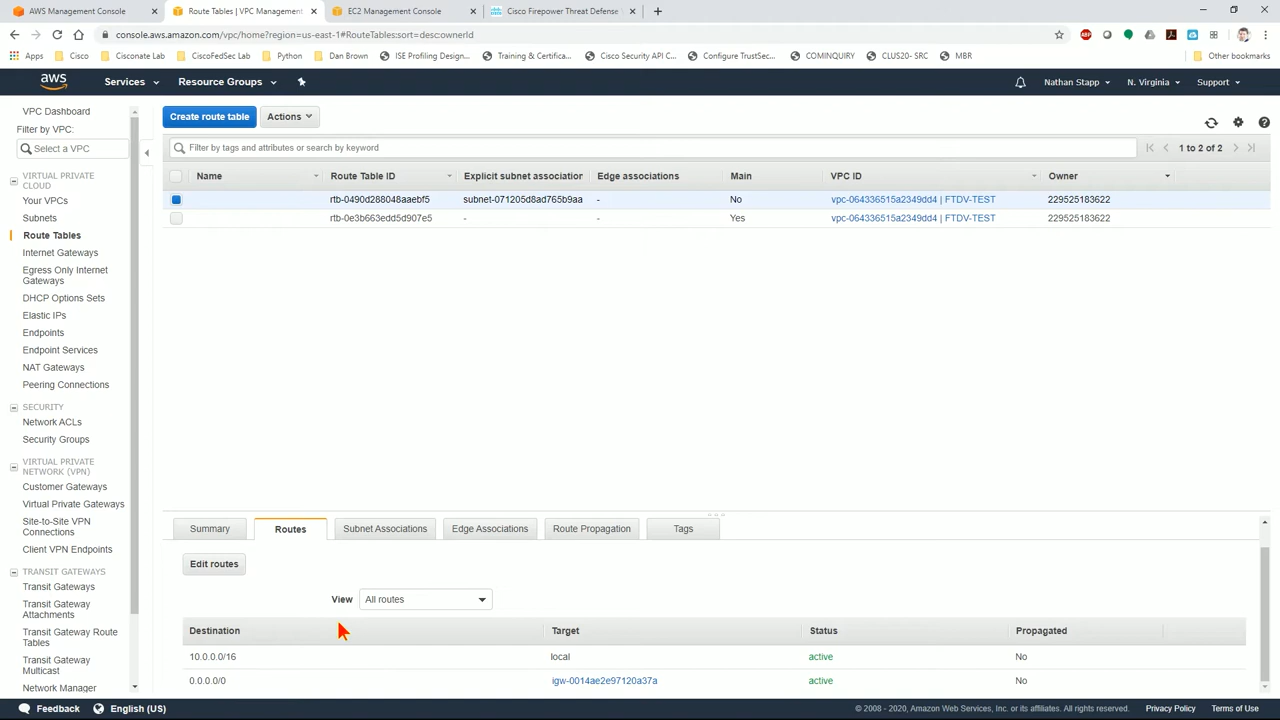 AWS Management Console
Route Tables | VPC Management
EC2 Management Console
Cisco Firepower Threat Defense
console.aws.amazon.com/vpc/home?region=us-east-1#RouteTables:sort=desc:ownerId
Apps
Cisco
Cisconate Lab
CiscoFedSec Lab
Python
Dan Brown
ISE Profiling Design...
Training & Certifica...
Cisco Security API C...
Configure TrustSec...
COMINQUIRY
CLUS20- SRC
MBR
Other bookmarks
aws
Services
Resource Groups
Nathan Stapp
N. Virginia
Support
VPC Dashboard
Filter by VPC:
Select a VPC
VIRTUAL PRIVATE
CLOUD
Your VPCs
Subnets
Route Tables
Internet Gateways
Egress Only Internet
Gateways
DHCP Options Sets
Elastic IPs
Endpoints
Endpoint Services
NAT Gateways
Peering Connections
SECURITY
Network ACLs
Security Groups
VIRTUAL PRIVATE
NETWORK (VPN)
Customer Gateways
Virtual Private Gateways
Site-to-Site VPN
Connections
Client VPN Endpoints
TRANSIT GATEWAYS
Transit Gateways
Transit Gateway
Attachments
Transit Gateway Route
Tables
Transit Gateway
Multicast
Network Manager
Create route table
Actions
Filter by tags and attributes or search by keyword
1 to 2 of 2
Name Route Table ID Explicit subnet association Edge associations Main VPC ID Owner
rtb-0490d288048aaebf5 subnet-071205d8ad765b9aa - No vpc-064336515a2349dd4 | FTDV-TEST 229525183622
rtb-0e3b663edd5d907e5 - - Yes vpc-064336515a2349dd4 | FTDV-TEST 229525183622
Summary
Routes
Subnet Associations
Edge Associations
Route Propagation
Tags
Edit routes
View All routes
Destination Target Status Propagated
10.0.0.0/16 local active No
0.0.0.0/0 igw-0014ae2e97120a37a active No
Feedback
English (US)
© 2008 - 2020, Amazon Web Services, Inc. or its affiliates. All rights reserved.
Privacy Policy
Terms of Use